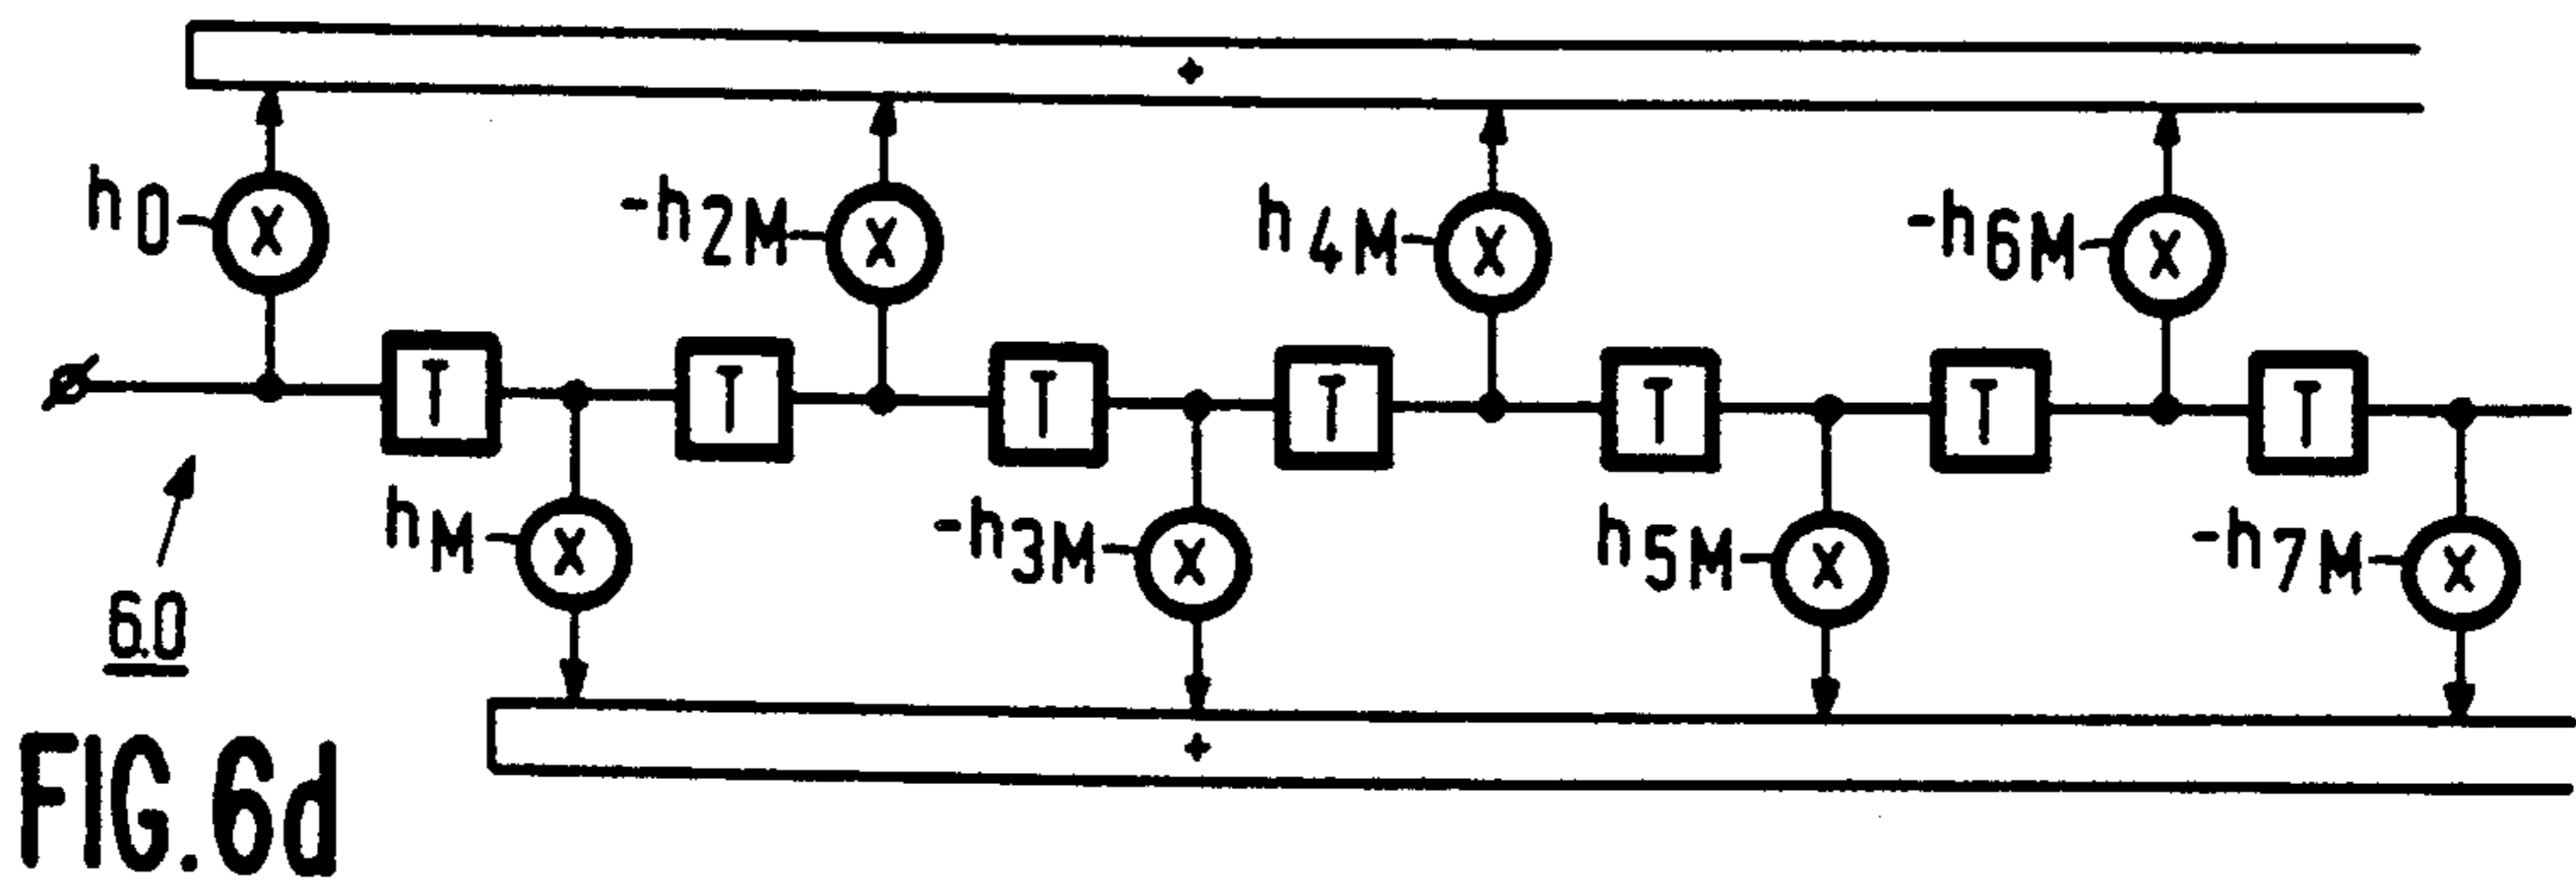 +
h0 X -h2M X h4M X -h6M X
T T T T T T T
hM X -h3M X h5M X -h7M X
6.0
+
FIG.6d